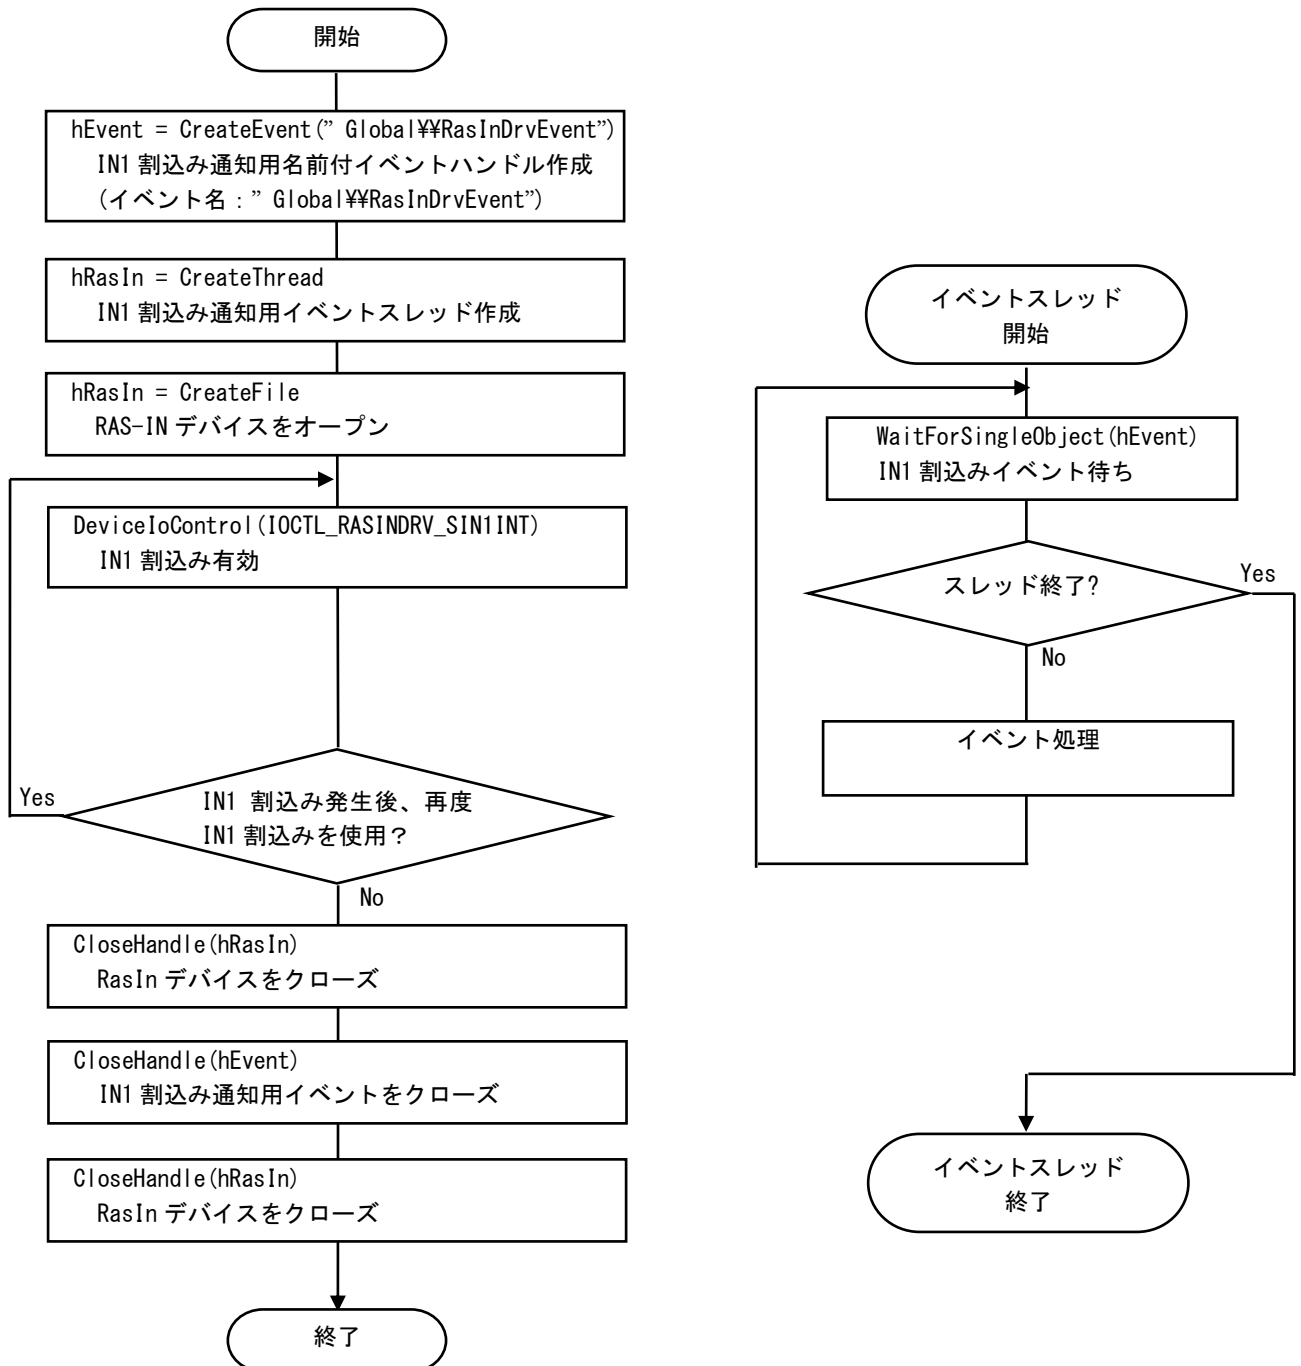 開始
hEvent = CreateEvent(” Global¥¥RasInDrvEvent”)
IN1 割込み通知用名前付イベントハンドル作成
(イベント名：” Global¥¥RasInDrvEvent”)
hRasIn = CreateThread
IN1 割込み通知用イベントスレッド作成
hRasIn = CreateFile
RAS-IN デバイスをオープン
DeviceIoControl(IOCTL_RASINDRV_SIN1INT)
IN1 割込み有効
Yes
IN1 割込み発生後、再度
IN1 割込みを使用？
No
CloseHandle(hRasIn)
RasIn デバイスをクローズ
CloseHandle(hEvent)
IN1 割込み通知用イベントをクローズ
CloseHandle(hRasIn)
RasIn デバイスをクローズ
終了
イベントスレッド
開始
WaitForSingleObject(hEvent)
IN1 割込みイベント待ち
スレッド終了?
Yes
No
イベント処理
イベントスレッド
終了